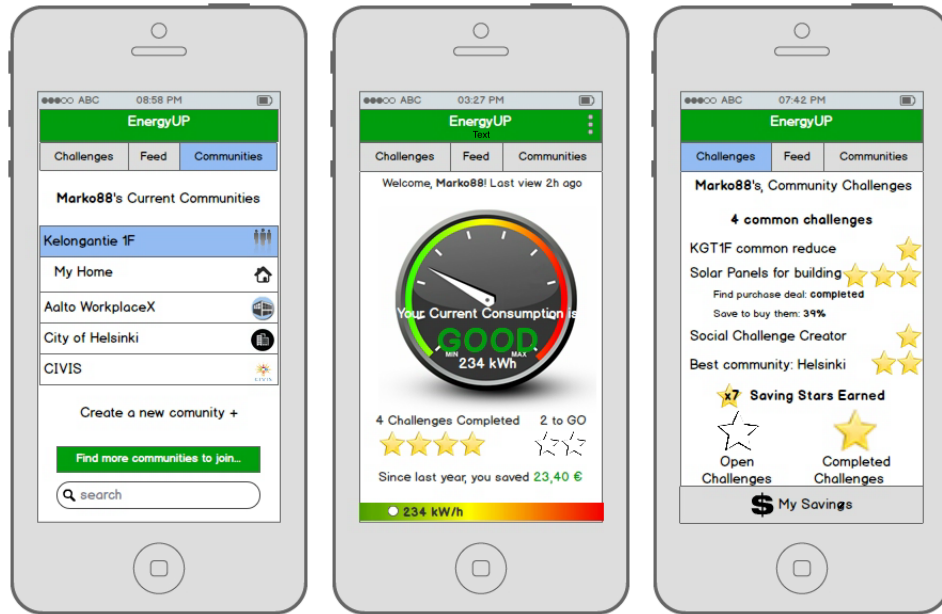 ABC 08:58 PM
EnergyUP
Challenges Feed Communities
Marko88's Current Communities
Kelongantie 1F
My Home
Aalto WorkplaceX
City of Helsinki
CIVIS
CIVIS
Create a new comunity +
Find more communities to join...
search
ABC 03:27 PM
EnergyUP
Text
Challenges Feed Communities
Welcome, Marko88! Last view 2h ago
Your Current Consumption is
GOOD
MIN MAX
234 kWh
4 Challenges Completed 2 to GO
Since last year, you saved 23,40 €
234 kW/h
ABC 07:42 PM
EnergyUP
Challenges Feed Communities
Marko88's, Community Challenges
4 common challenges
KGT1F common reduce
Solar Panels for building
Find purchase deal: completed
Save to buy them: 39%
Social Challenge Creator
Best community: Helsinki
x7 Saving Stars Earned
Open Completed
Challenges Challenges
$ My Savings